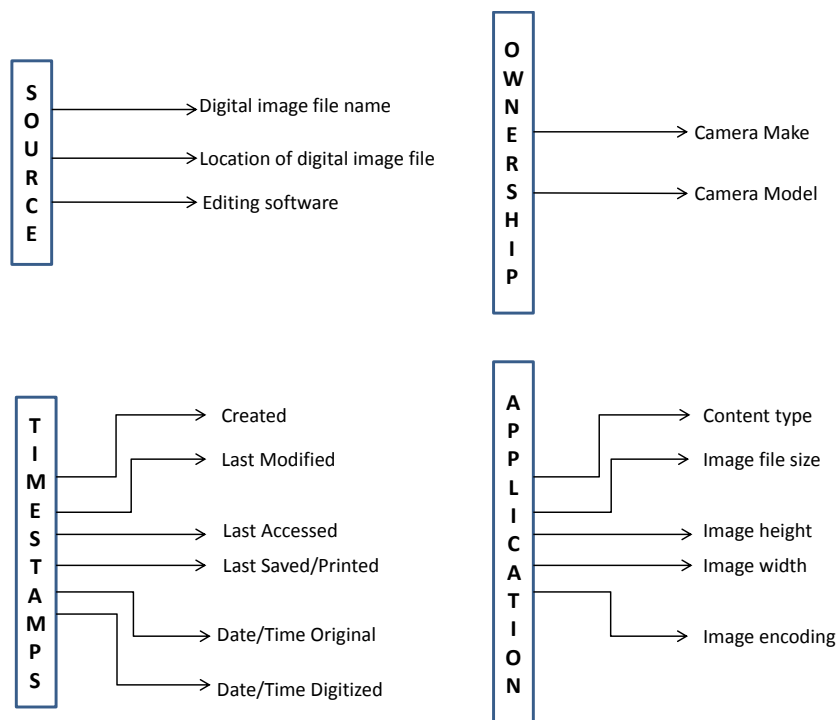 SOURCE
Digital image file name
Location of digital image file
Editing software
OWNERSHIP
Camera Make
Camera Model
TIMESTAMPS
Created
Last Modified
Last Accessed
Last Saved/Printed
Date/Time Original
Date/Time Digitized
APPLICATION
Content type
Image file size
Image height
Image width
Image encoding